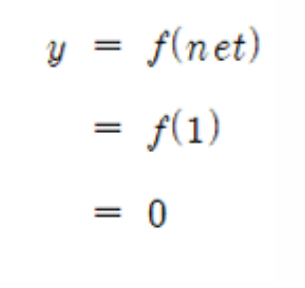 y = f(net)
= f(1)
= 0